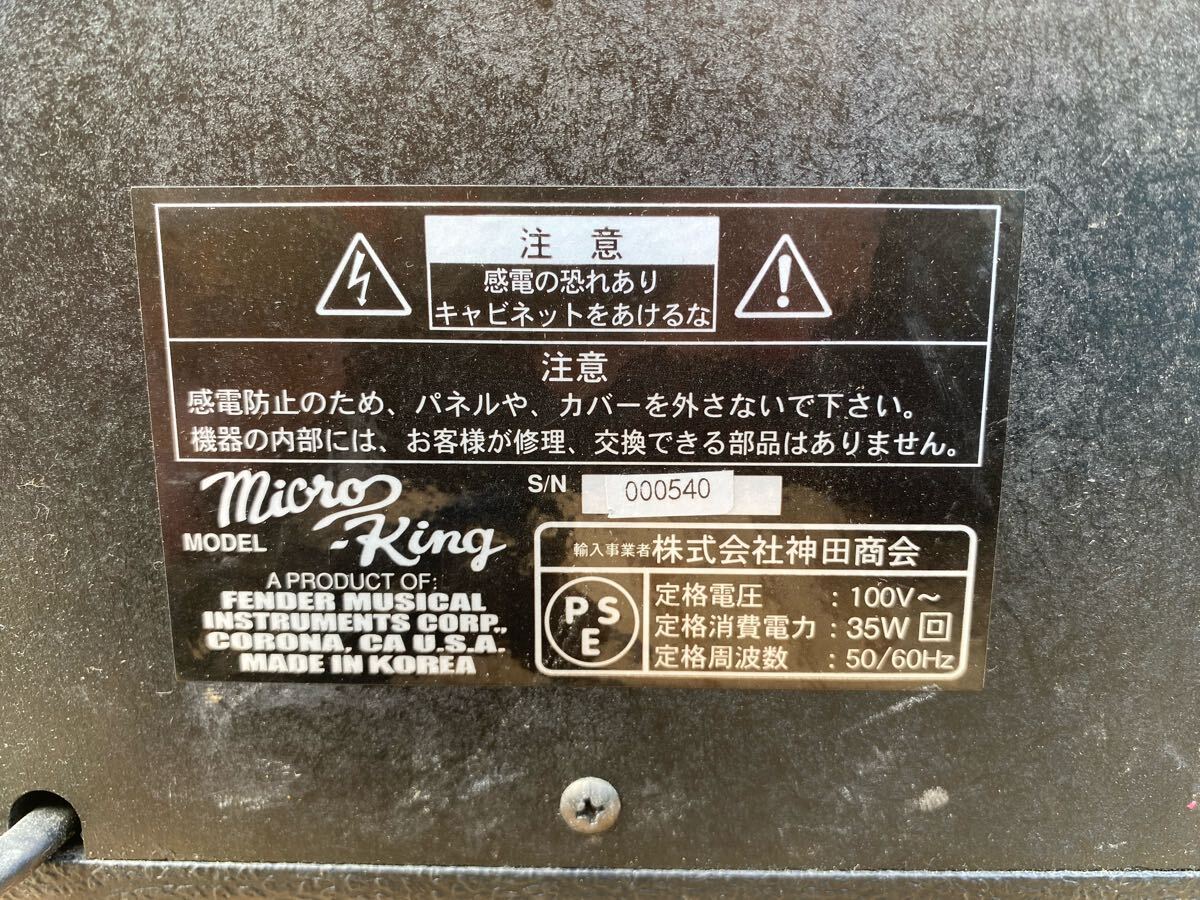 注意
感電の恐れあり
キャビネットをあけるな
注意
感電防止のため、パネルや、カバーを外さないで下さい。
機器の内部には、お客様が修理、交換できる部品はありません。
Micro-King
MODEL
A PRODUCT OF:
FENDER MUSICAL
INSTRUMENTS CORP.,
CORONA, CA U.S.A.
MADE IN KOREA
S/N 000540
輸入事業者 株式会社神田商会
PSE
定格電圧 : 100V~
定格消費電力 : 35W
定格周波数 : 50/60Hz